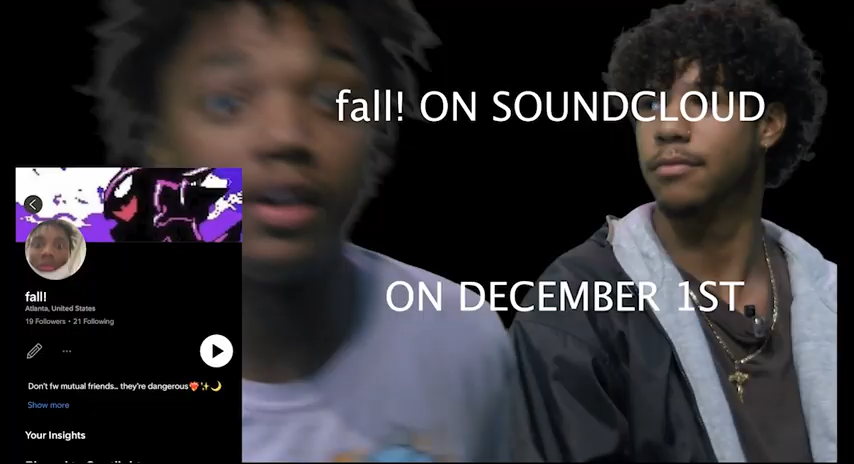 fall! ON SOUNDCLOUD
ON DECEMBER 1ST
fall!
Atlanta, United States
19 Followers • 21 Following
Don't fw mutual friends... they're dangerous❤️‍🔥✨🌙
Show more
Your Insights